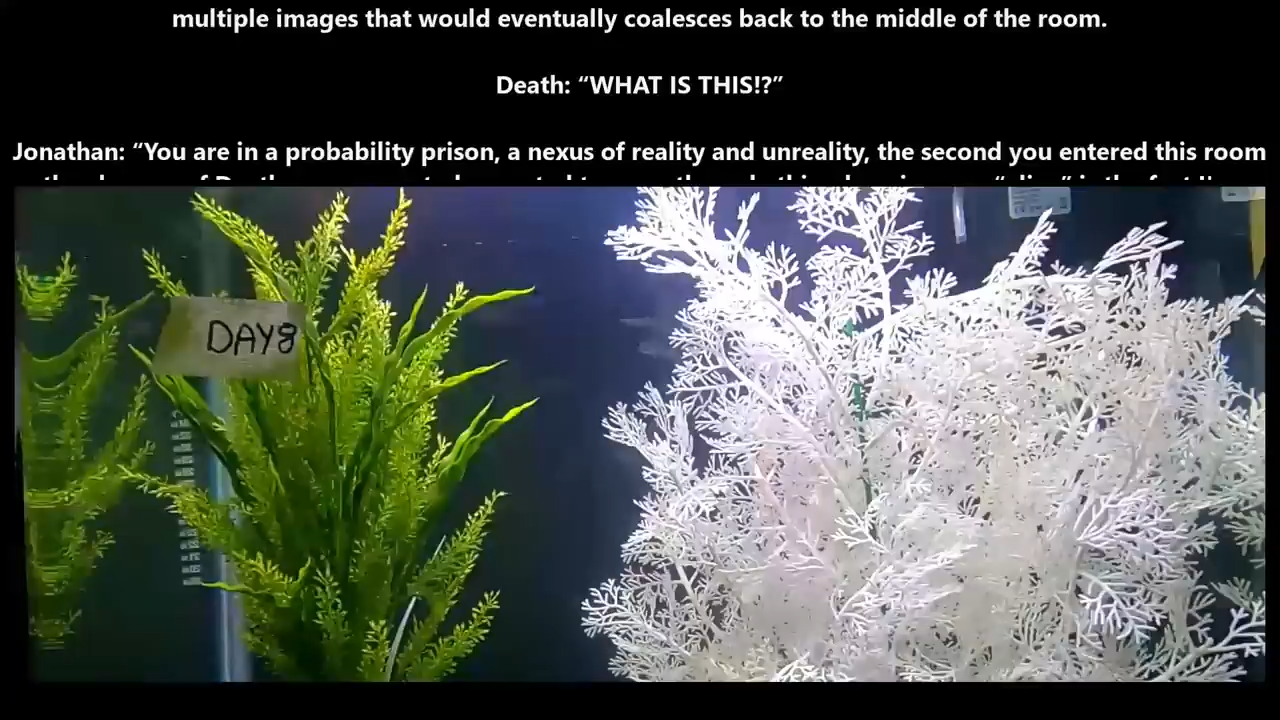 multiple images that would eventually coalesces back to the middle of the room.
Death: “WHAT IS THIS!?”
Jonathan: “You are in a probability prison, a nexus of reality and unreality, the second you entered this room
DAY8